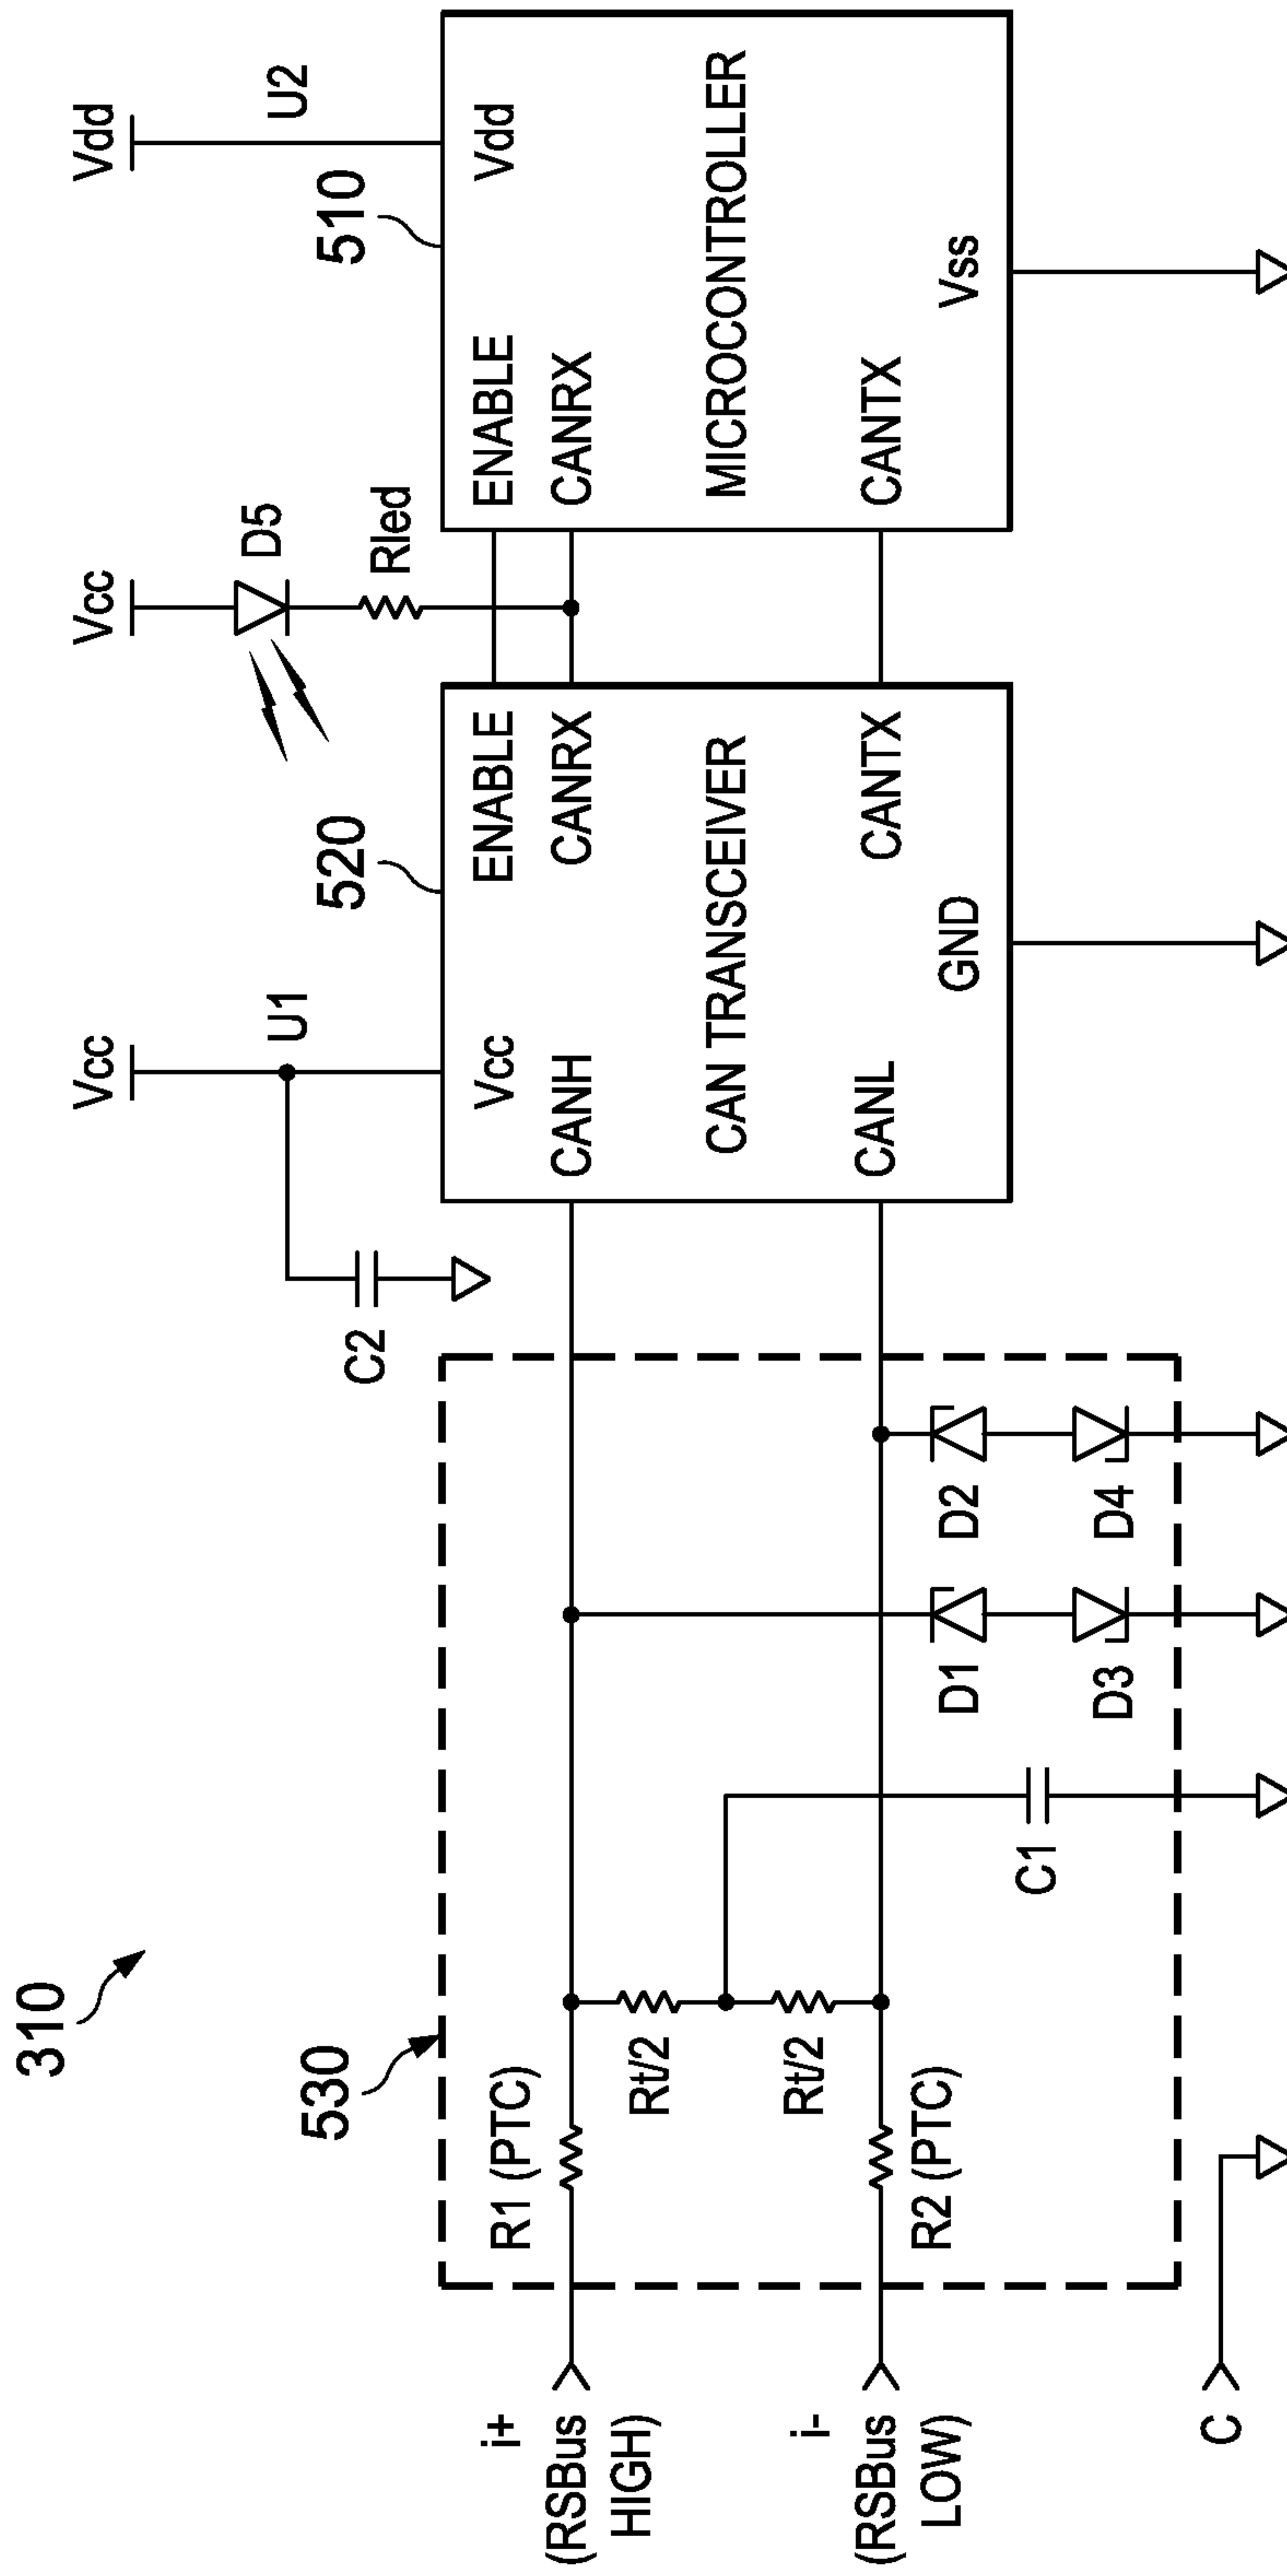 310
530
520
510
Vcc
U1
C2
Vcc
D5
Rled
Vdd
U2
i+
(RSBus
HIGH)
R1 (PTC)
Rt/2
Rt/2
i-
(RSBus
LOW)
R2 (PTC)
C1
D1
D3
D2
D4
C
Vcc
ENABLE
CANH
CANRX
CAN TRANSCEIVER
CANL
CANTX
GND
ENABLE
Vdd
CANRX
MICROCONTROLLER
CANTX
Vss